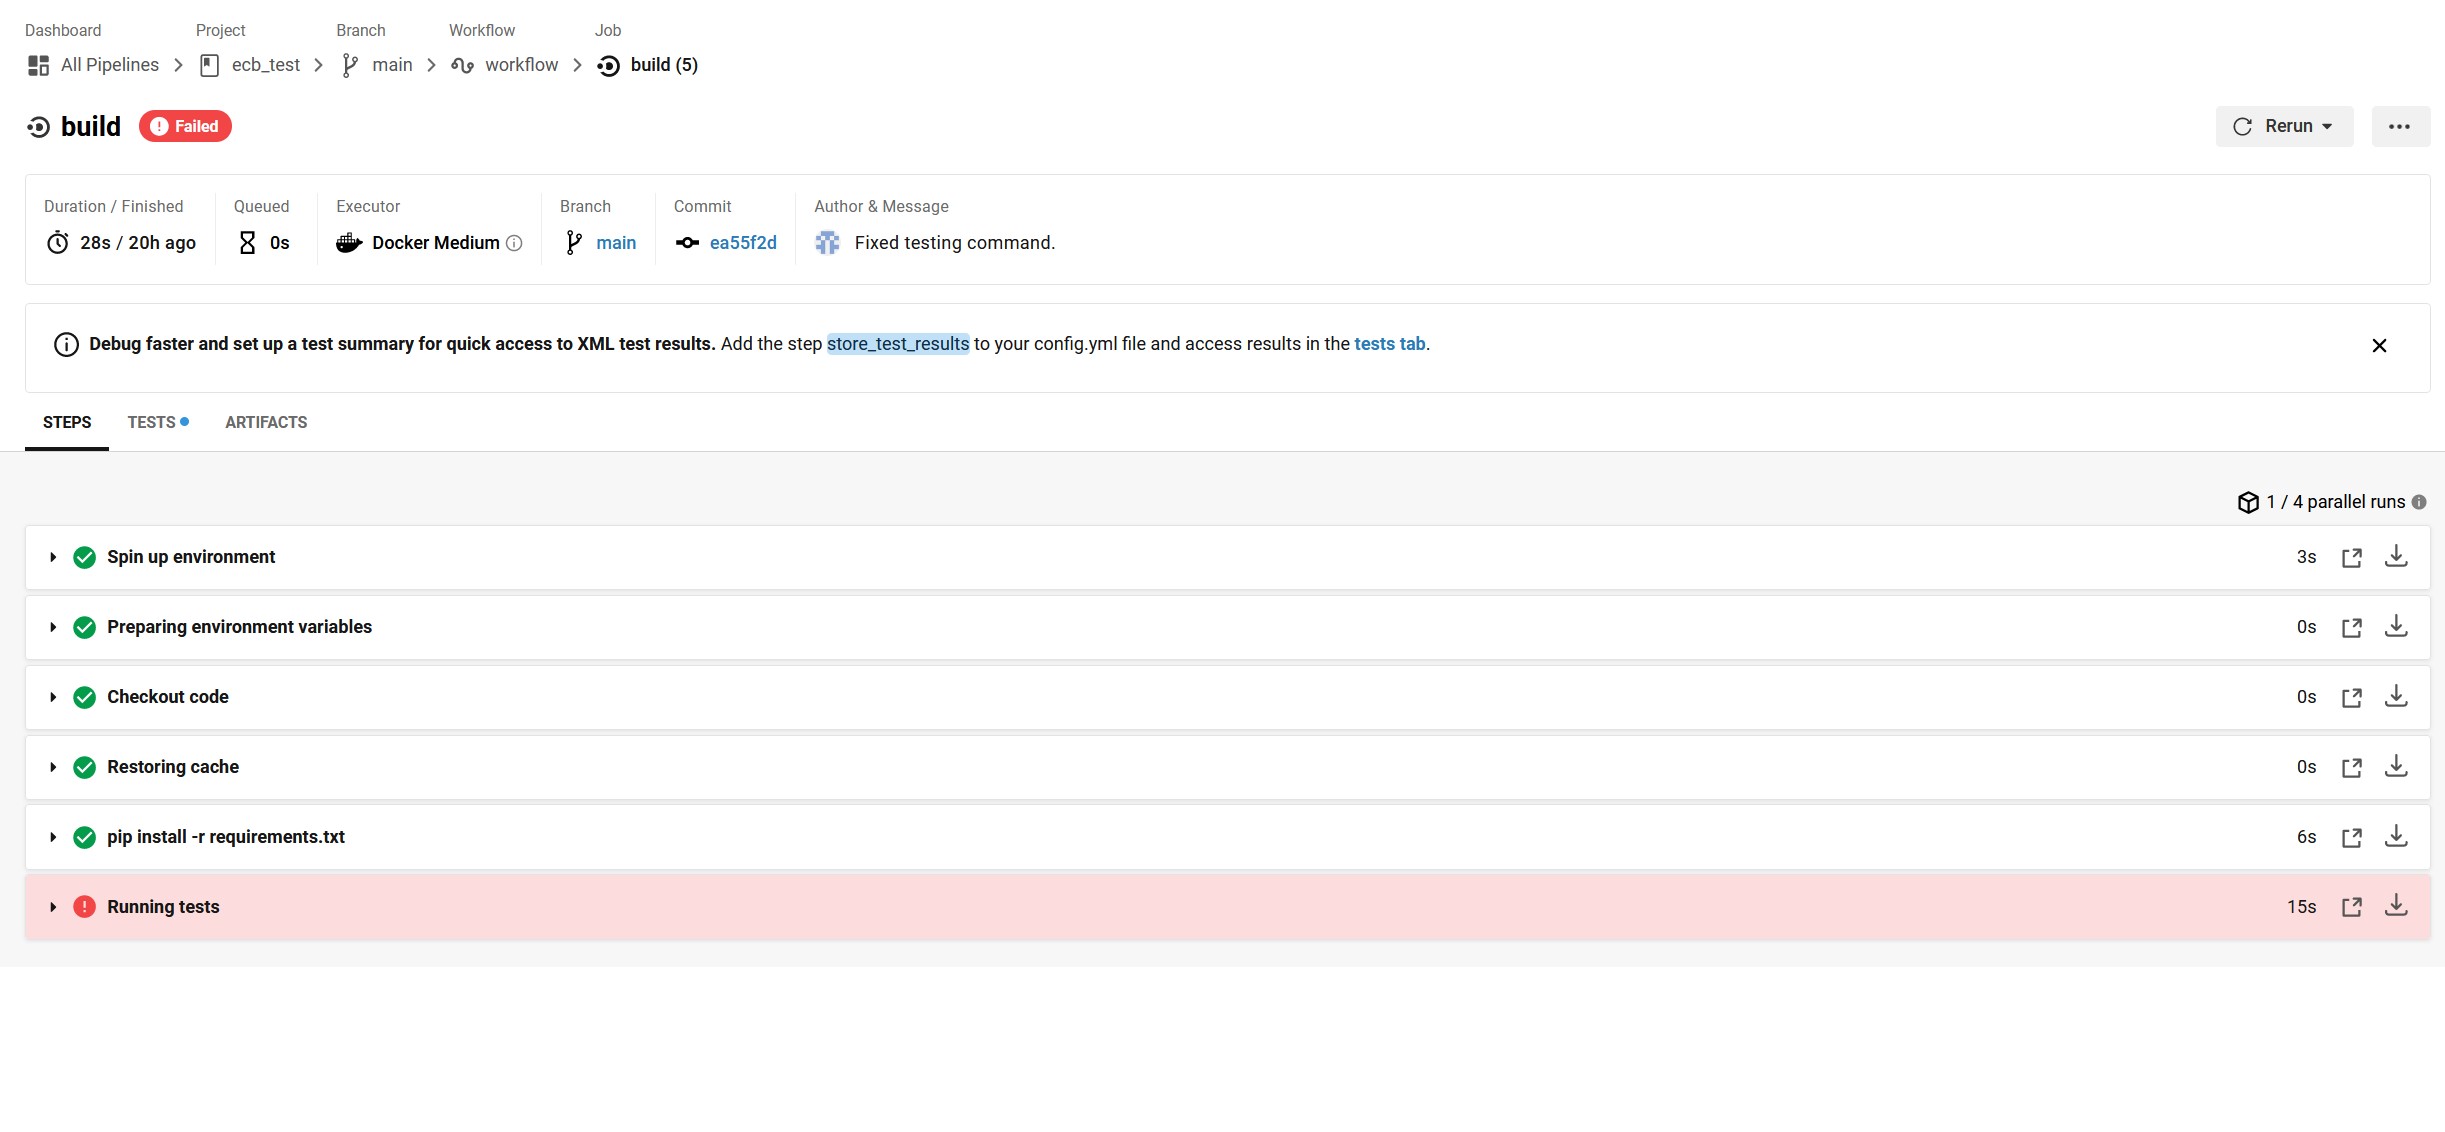 Dashboard Project Branch Workflow Job
All Pipelines ecb_test main workflow build (5)
build Failed Rerun
Duration / Finished Queued Executor Branch Commit Author & Message
28s / 20h ago 0s Docker Medium main ea55f2d Fixed testing command.
Debug faster and set up a test summary for quick access to XML test results. Add the step store_test_results to your config.yml file and access results in the tests tab.
STEPS TESTS ARTIFACTS
1 / 4 parallel runs
Spin up environment 3s
Preparing environment variables 0s
Checkout code 0s
Restoring cache 0s
pip install -r requirements.txt 6s
Running tests 15s